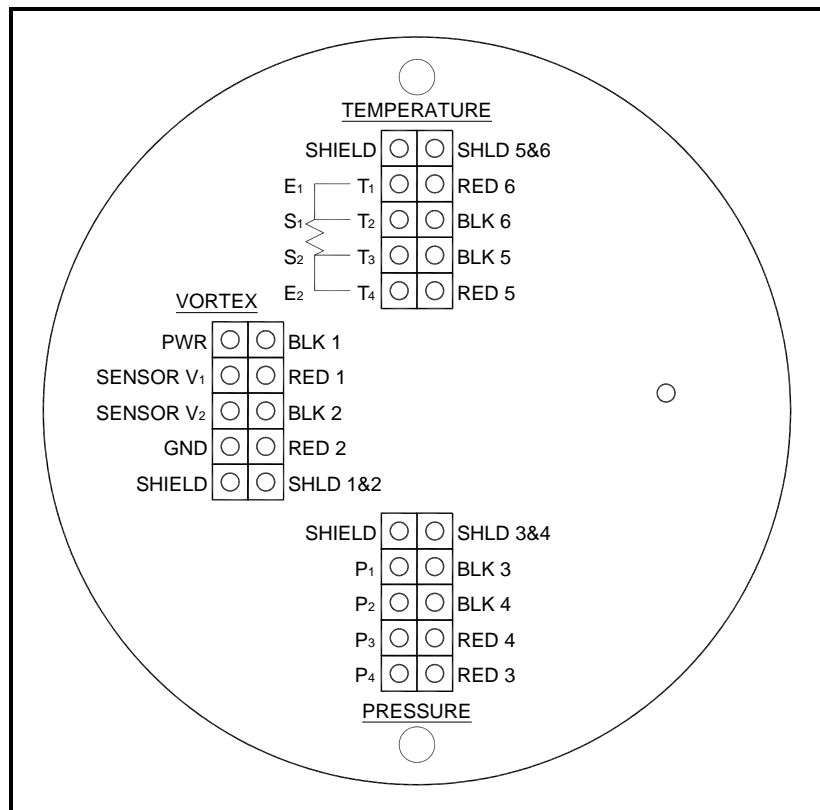 TEMPERATURE
SHIELD SHLD 5&6
E1 T1 RED 6
S1 T2 BLK 6
S2 T3 BLK 5
E2 T4 RED 5
VORTEX
PWR BLK 1
SENSOR V1 RED 1
SENSOR V2 BLK 2
GND RED 2
SHIELD SHLD 1&2
SHIELD SHLD 3&4
P1 BLK 3
P2 BLK 4
P3 RED 4
P4 RED 3
PRESSURE